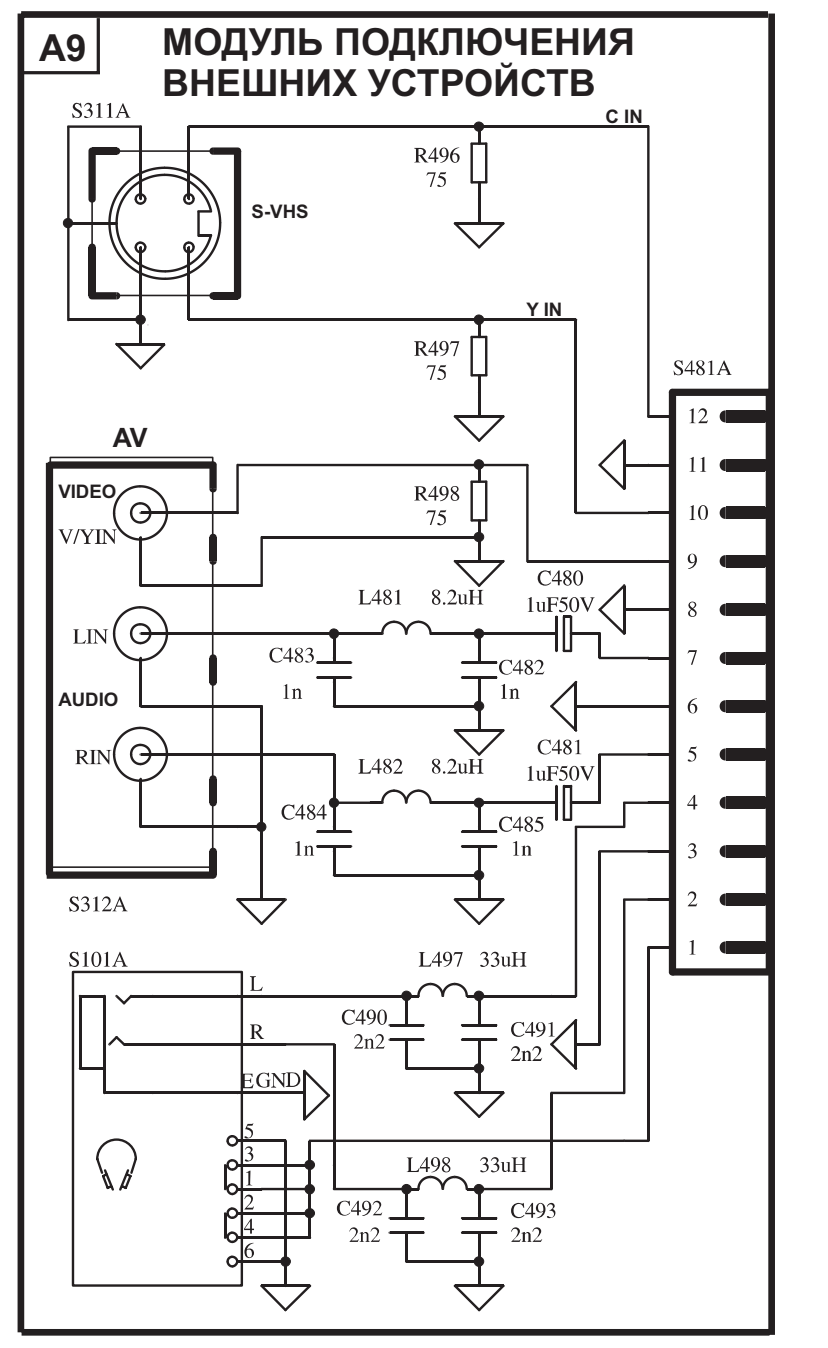 A9
МОДУЛЬ ПОДКЛЮЧЕНИЯ
ВНЕШНИХ УСТРОЙСТВ
S311A
C IN
R496
75
S-VHS
Y IN
R497
75
S481A
12
11
10
9
8
7
6
5
4
3
2
1
AV
VIDEO
V/YIN
R498
75
C480
1uF50V
L481 8.2uH
LIN
C483
1n
C482
1n
AUDIO
C481
1uF50V
L482 8.2uH
RIN
C484
1n
C485
1n
S312A
S101A
L
L497 33uH
C490
2n2
C491
2n2
R
EGND
5
3
1
2
4
6
L498 33uH
C492
2n2
C493
2n2